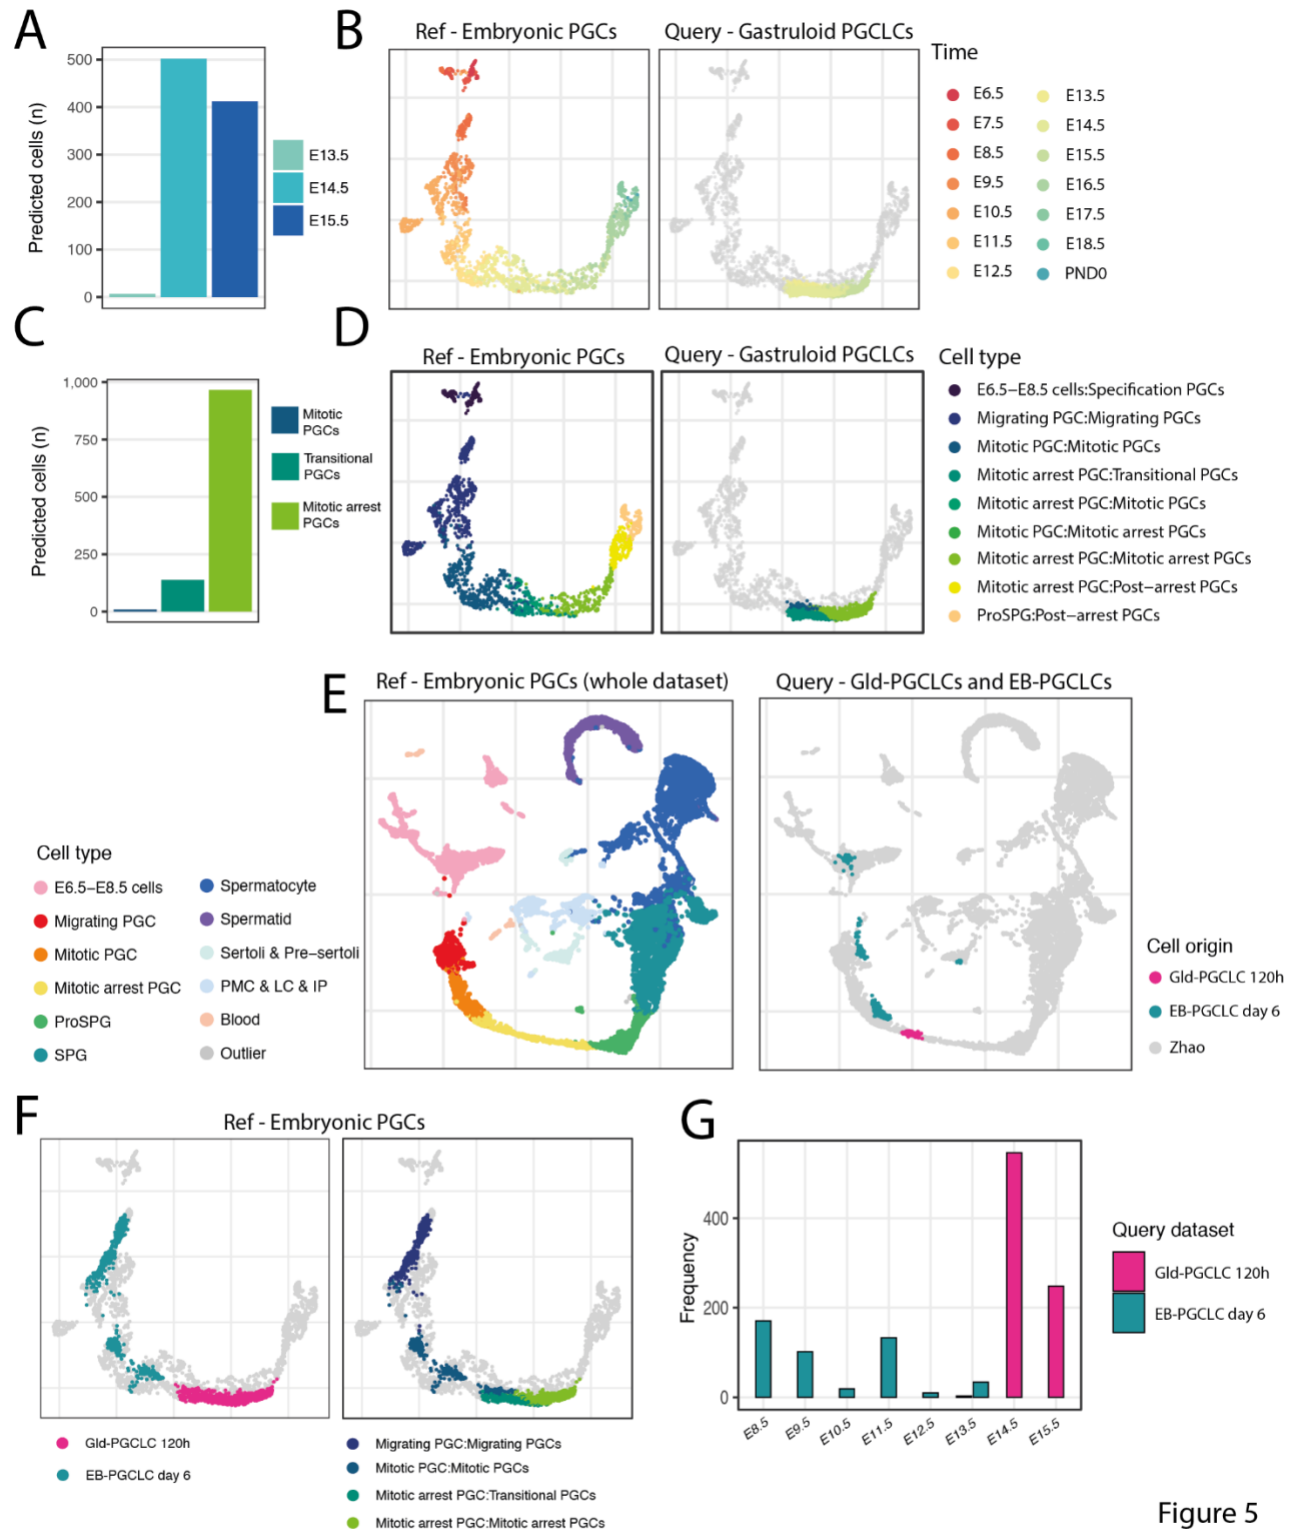 A
Predicted cells (n)
500
400
300
200
100
0
E13.5
E14.5
E15.5
B
Ref - Embryonic PGCs
Query - Gastruloid PGCLCs
Time
E6.5
E7.5
E8.5
E9.5
E10.5
E11.5
E12.5
E13.5
E14.5
E15.5
E16.5
E17.5
E18.5
PND0
C
Predicted cells (n)
1,000
750
500
250
0
Mitotic
PGCs
Transitional
PGCs
Mitotic arrest
PGCs
D
Ref - Embryonic PGCs
Query - Gastruloid PGCLCs
Cell type
E6.5–E8.5 cells:Specification PGCs
Migrating PGC:Migrating PGCs
Mitotic PGC:Mitotic PGCs
Mitotic arrest PGC:Transitional PGCs
Mitotic arrest PGC:Mitotic PGCs
Mitotic PGC:Mitotic arrest PGCs
Mitotic arrest PGC:Mitotic arrest PGCs
Mitotic arrest PGC:Post–arrest PGCs
ProSPG:Post–arrest PGCs
E
Ref - Embryonic PGCs (whole dataset)
Query - Gld-PGCLCs and EB-PGCLCs
Cell type
E6.5–E8.5 cells
Migrating PGC
Mitotic PGC
Mitotic arrest PGC
ProSPG
SPG
Spermatocyte
Spermatid
Sertoli & Pre–sertoli
PMC & LC & IP
Blood
Outlier
Cell origin
Gld-PGCLC 120h
EB-PGCLC day 6
Zhao
F
Ref - Embryonic PGCs
Gld-PGCLC 120h
EB-PGCLC day 6
Migrating PGC:Migrating PGCs
Mitotic PGC:Mitotic PGCs
Mitotic arrest PGC:Transitional PGCs
Mitotic arrest PGC:Mitotic arrest PGCs
G
Frequency
400
200
0
E8.5
E9.5
E10.5
E11.5
E12.5
E13.5
E14.5
E15.5
Query dataset
Gld-PGCLC 120h
EB-PGCLC day 6
Figure 5